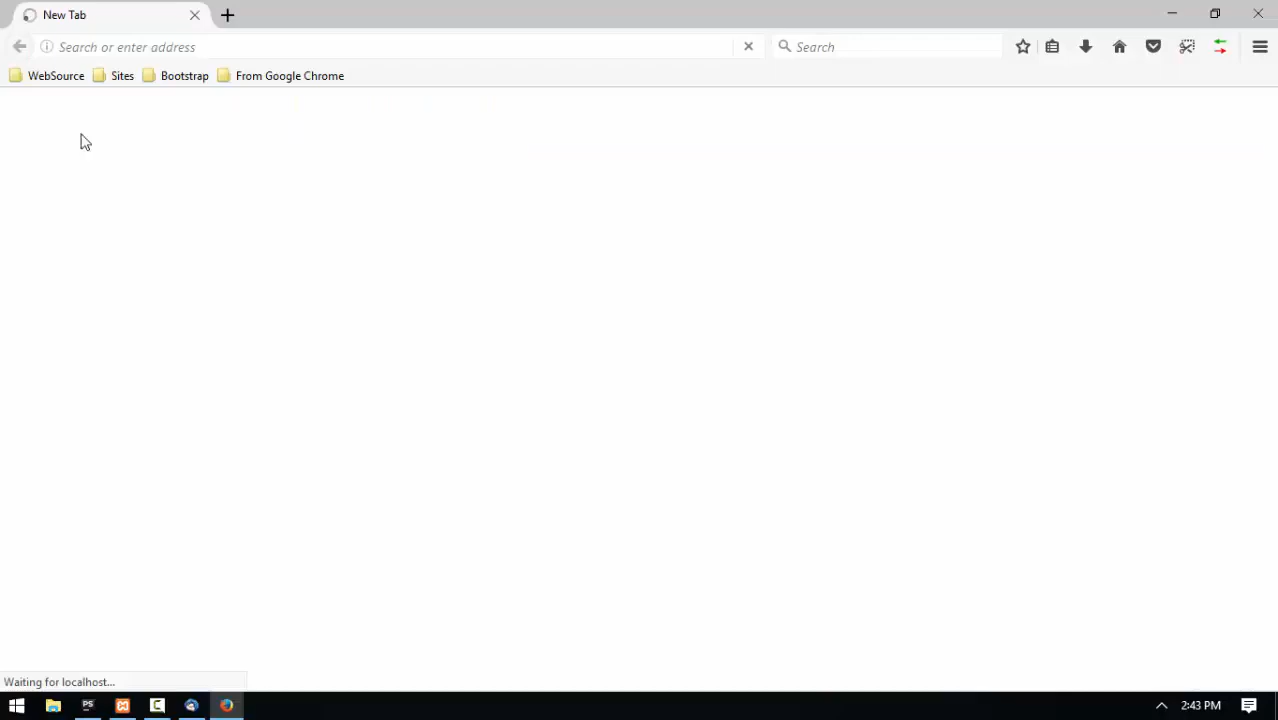 New Tab
Search or enter address
Search
WebSource Sites Bootstrap From Google Chrome
Waiting for localhost...
PS
2:43 PM